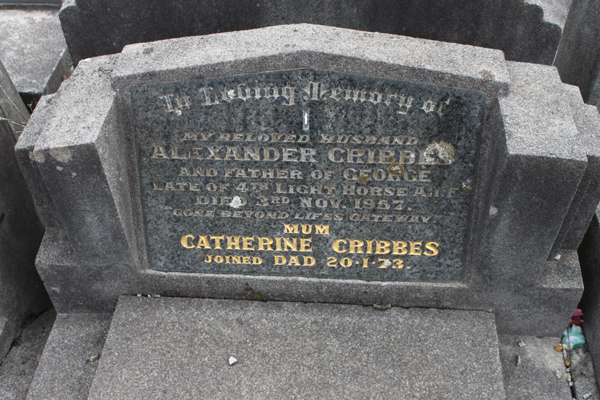 In Loving Memory of
MY BELOVED HUSBAND
ALEXANDER CRIBBES
AND FATHER OF GEORGE
LATE OF 4TH LIGHT HORSE A.I.F.
DIED 3RD NOV. 1957.
GONE BEYOND LIFES GATEWAY.
MUM
CATHERINE CRIBBES
JOINED DAD 20·1·73.